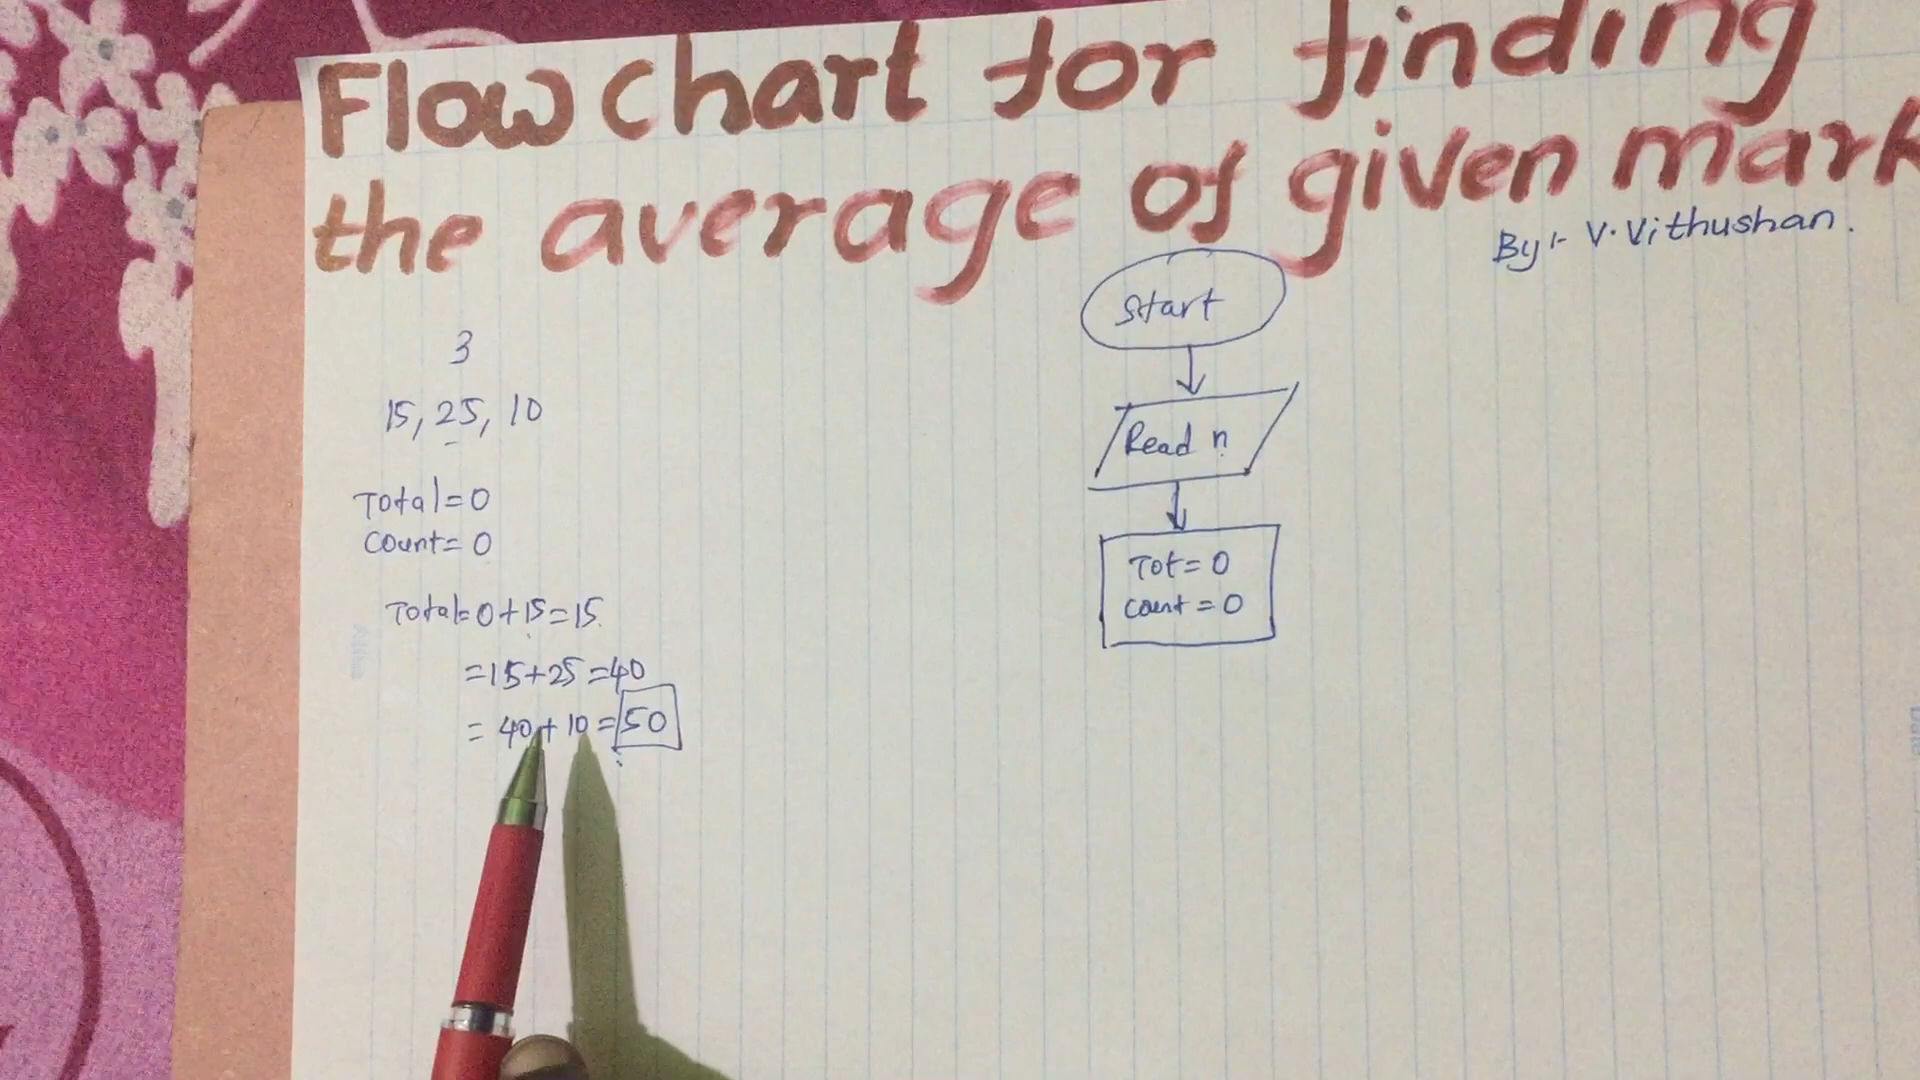 Flow chart for finding
the average of given mark
By:- V. Vithushan.
3
15, 25, 10
Total = 0
count = 0
Total = 0 + 15 = 15
= 15 + 25 = 40
= 40 + 10 = 50
Start
Read n
Tot = 0
count = 0